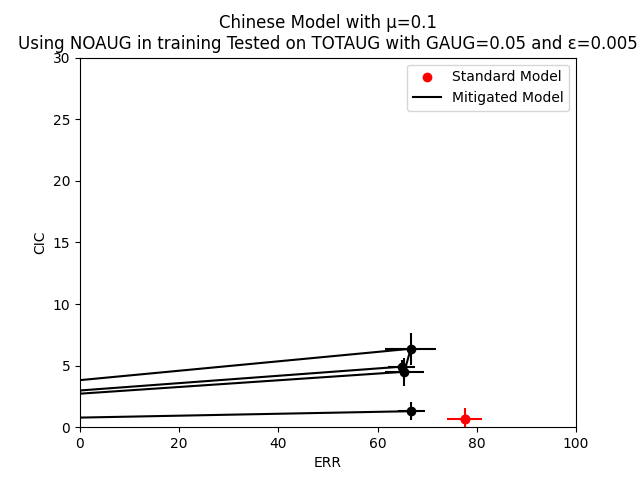 Chinese Model with μ=0.1
Using NOAUG in training Tested on TOTAUG with GAUG=0.05 and ε=0.005
Standard Model
Mitigated Model
30
25
20
15
10
5
0
CIC
0 20 40 60 80 100
ERR